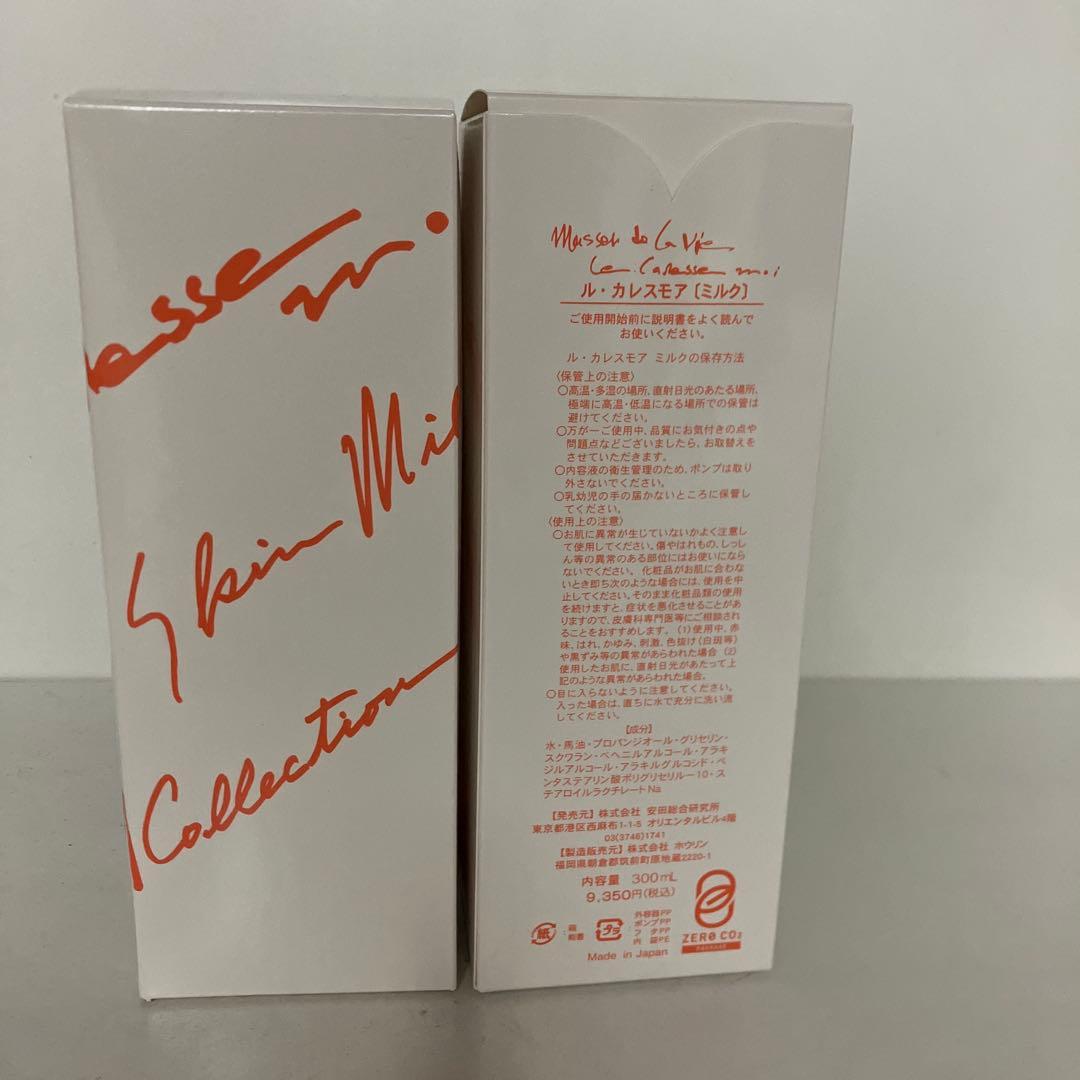 esse
m.
Skin Mil
Collection
Maison de La Vie
Le Caresse m.i
ル・カレスモア〔ミルク〕
ご使用開始前に説明書をよく読んで
お使いください。
ル・カレスモア ミルクの保存方法
〈保管上の注意〉
○高温・多湿の場所、直射日光のあたる場所、
極端に高温・低温になる場所での保管は
避けてください。
○万が一ご使用中、品質にお気付きの点や
問題点などございましたら、お取替えを
させていただきます。
○内容液の衛生管理のため、ポンプは取り
外さないでください。
○乳幼児の手の届かないところに保管し
てください。
〈使用上の注意〉
○お肌に異常が生じていないかよく注意し
て使用してください。傷やはれもの、しっし
ん等の異常のある部位にはお使いになら
ないでください。 化粧品がお肌に合わな
いとき即ち次のような場合には、使用を中
止してください。そのまま化粧品類の使用
を続けますと、症状を悪化させることがあ
りますので、皮膚科専門医等にご相談され
ることをおすすめします。 (1)使用中、赤
味、はれ、かゆみ、刺激、色抜け(白斑等)
や黒ずみ等の異常があらわれた場合 (2)
使用したお肌に、直射日光があたって上
記のような異常があらわれた場合。
○目に入らないように注意してください。
入った場合は、直ちに水で充分に洗い流
してください。
【成分】
水・馬油・プロパンジオール・グリセリン・
スクワラン・ベヘニルアルコール・アラキ
ジルアルコール・アラキルグルコシド・ペ
ンタステアリン酸ポリグリセリル－10・ス
テアロイルラクチレートNa
【発売元】株式会社 安田総合研究所
東京都港区西麻布1-1-5 オリエンタルビル4階
03(3746)1741
【製造販売元】株式会社 ホウリン
福岡県朝倉郡筑前町原地蔵2220-1
内容量 300mL
9,350円(税込)
紙
:箱
プラ
外容器PP
:ポンプPP
フ タPP
内 袋PE
ZERO CO2
PACKAGE
Made in Japan